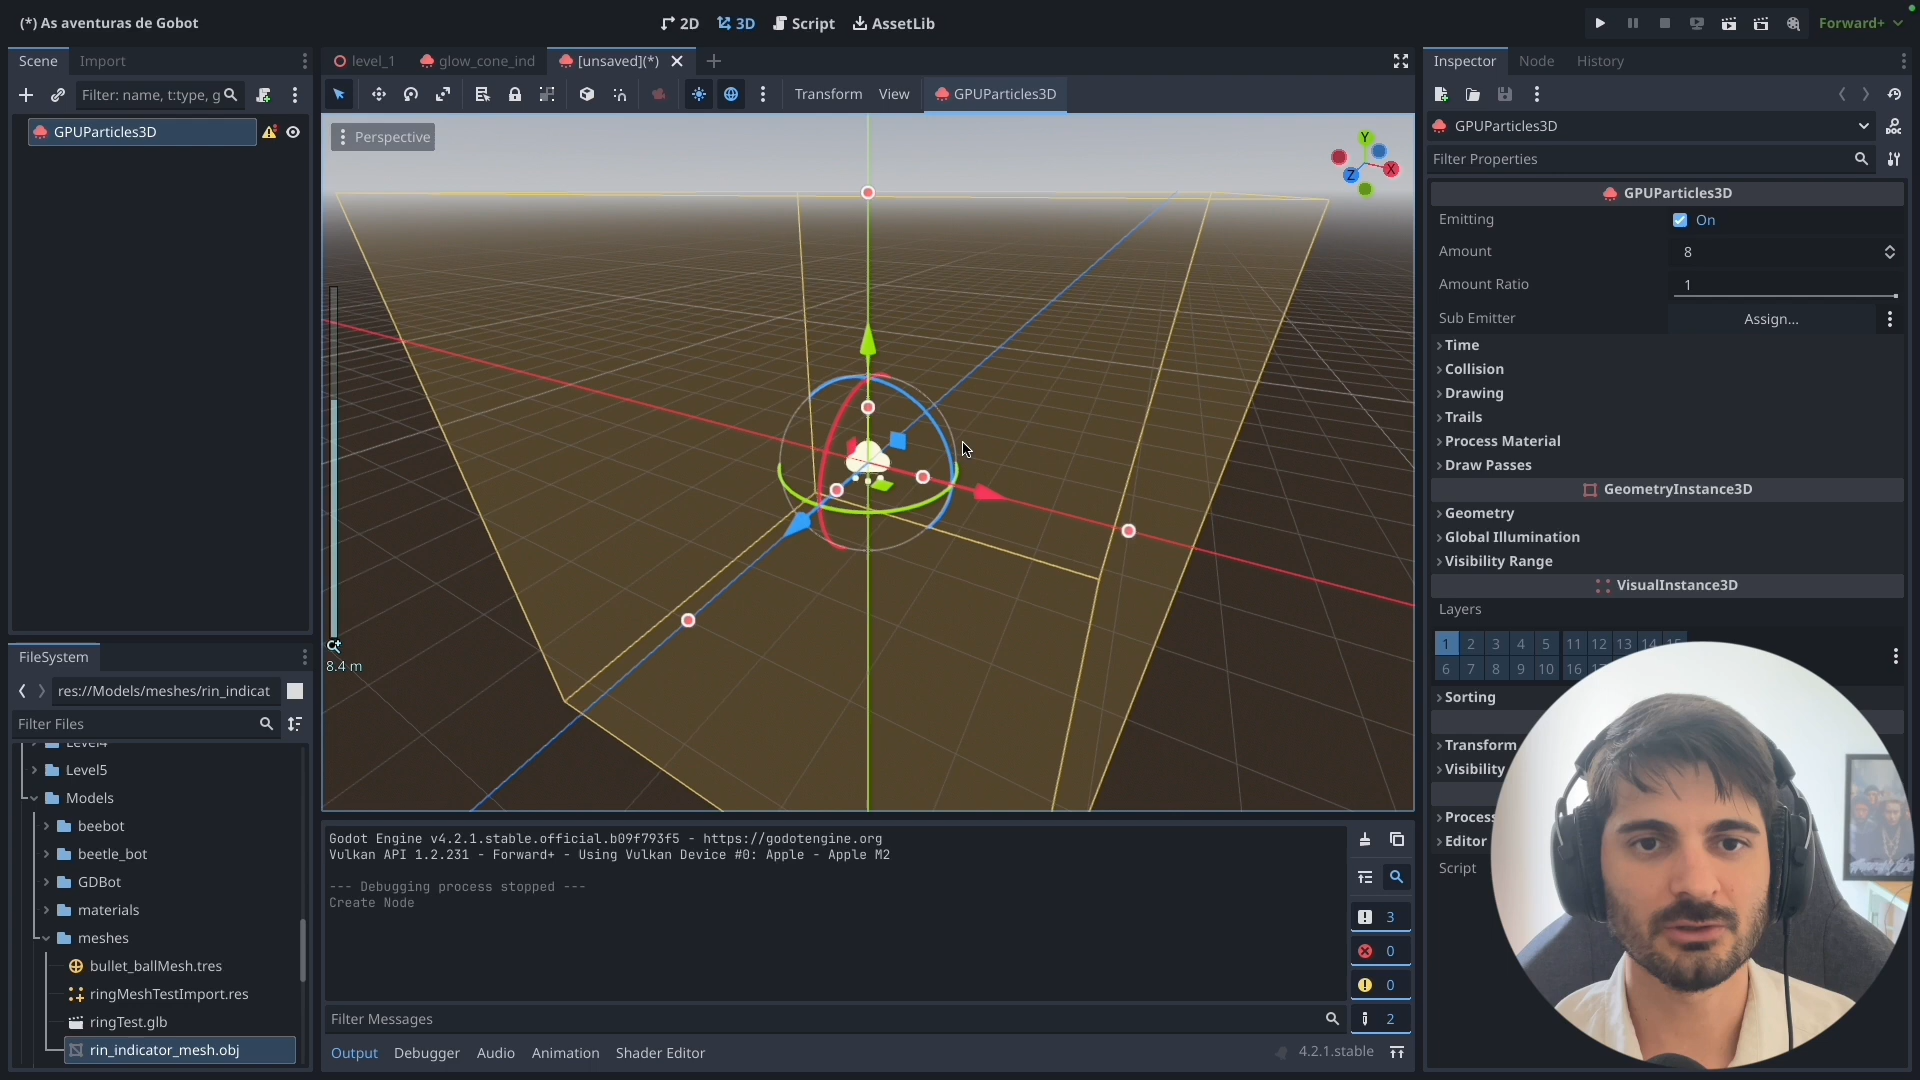 (*) As aventuras de Gobot
2D
3D
Script
AssetLib
Forward+
Scene
Import
level_1
glow_cone_ind
[unsaved](*)
Inspector
Node
History
Filter: name, t:type, g
Transform
View
GPUParticles3D
GPUParticles3D
Perspective
Y
X
Z
8.4 m
GPUParticles3D
DOC
Filter Properties
GPUParticles3D
Emitting
On
Amount
8
Amount Ratio
1
Sub Emitter
Assign...
Time
Collision
Drawing
Trails
Process Material
Draw Passes
GeometryInstance3D
Geometry
Global Illumination
Visibility Range
VisualInstance3D
Layers
1 2 3 4 5 11 12 13 14 15
6 7 8 9 10 16
Sorting
Transform
Visibility
Process
Editor
Script
FileSystem
res://Models/meshes/rin_indicat
Filter Files
Level4
Level5
Models
beebot
beetle_bot
GDBot
materials
meshes
bullet_ballMesh.tres
ringMeshTestImport.res
ringTest.glb
rin_indicator_mesh.obj
Godot Engine v4.2.1.stable.official.b09f793f5 - https://godotengine.org
Vulkan API 1.2.231 - Forward+ - Using Vulkan Device #0: Apple - Apple M2
--- Debugging process stopped ---
Create Node
3
0
0
2
Filter Messages
Output
Debugger
Audio
Animation
Shader Editor
4.2.1.stable